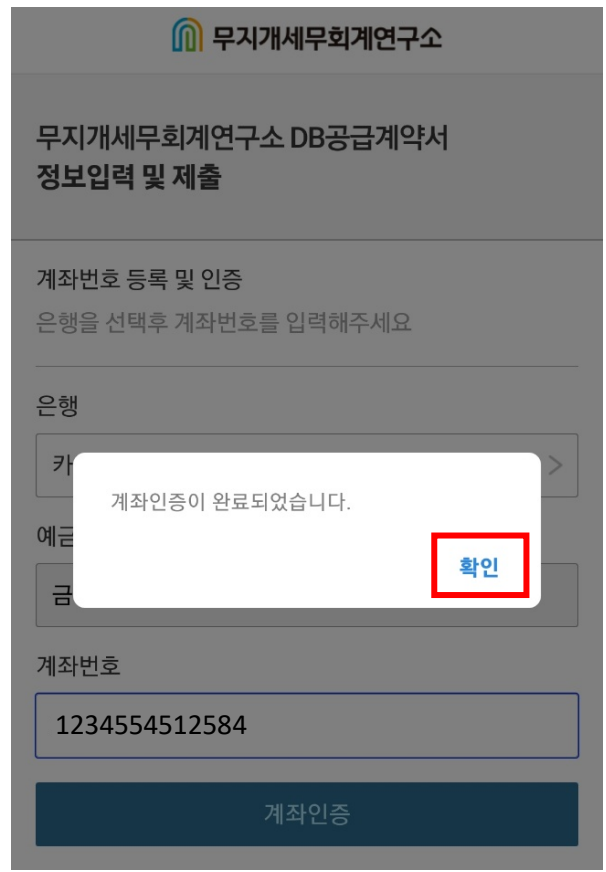 무지개세무회계연구소
무지개세무회계연구소 DB공급계약서
정보입력 및 제출
계좌번호 등록 및 인증
은행을 선택후 계좌번호를 입력해주세요
은행
카
계좌인증이 완료되었습니다.
예금
확인
금
계좌번호
1234554512584
계좌인증